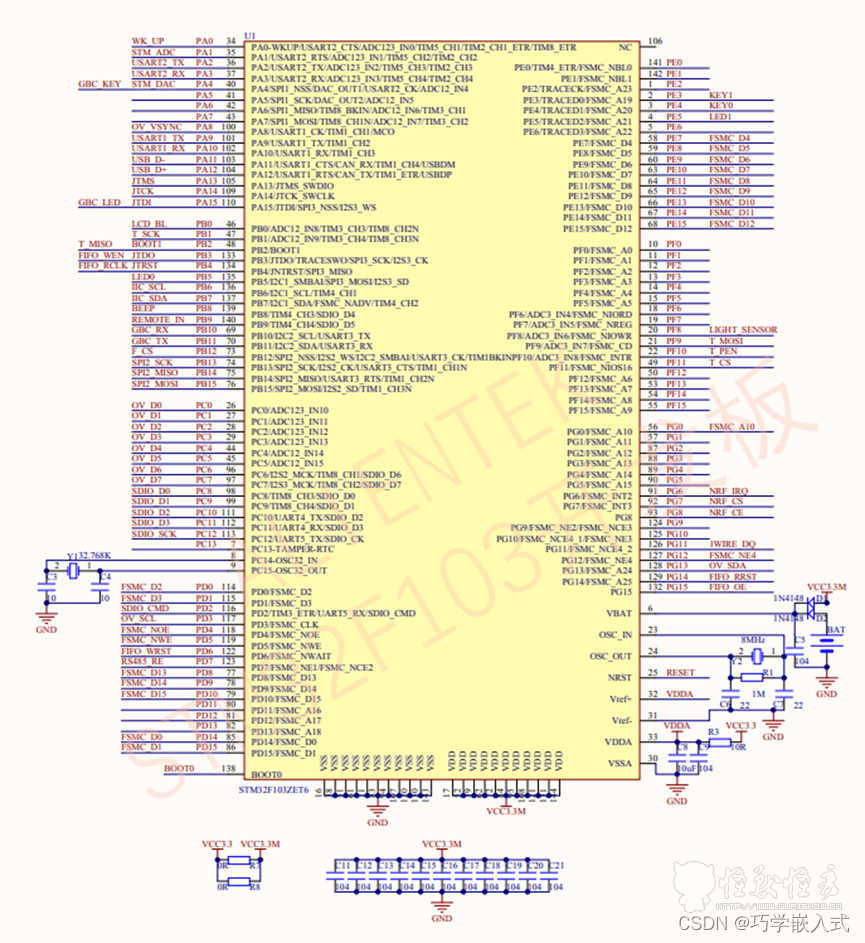 U1
WK_UP PA0 34 PA0-WKUP/USART2_CTS/ADC123_IN0/TIM5_CH1/TIM2_CH1_ETR/TIM8_ETR
STM_ADC PA1 35 PA1/USART2_RTS/ADC123_IN1/TIM5_CH2/TIM2_CH2
USART2_TX PA2 36 PA2/USART2_TX/ADC123_IN2/TIM5_CH3/TIM2_CH3
USART2_RX PA3 37 PA3/USART2_RX/ADC123_IN3/TIM5_CH4/TIM2_CH4
GBC_KEY STM_DAC PA4 40 PA4/SPI1_NSS/DAC_OUT1/USART2_CK/ADC12_IN4
PA5 41 PA5/SPI1_SCK/DAC_OUT2/ADC12_IN5
PA6 42 PA6/SPI1_MISO/TIM8_BKIN/ADC12_IN6/TIM3_CH1
PA7 43 PA7/SPI1_MOSI/TIM8_CH1N/ADC12_IN7/TIM3_CH2
OV_VSYNC PA8 100 PA8/USART1_CK/TIM1_CH1/MCO
USART1_TX PA9 101 PA9/USART1_TX/TIM1_CH2
USART1_RX PA10 102 PA10/USART1_RX/TIM1_CH3
USB_D- PA11 103 PA11/USART1_CTS/CAN_RX/TIM1_CH4/USBDM
USB_D+ PA12 104 PA12/USART1_RTS/CAN_TX/TIM1_ETR/USBDP
JTMS PA13 105 PA13/JTMS_SWDIO
JTCK PA14 109 PA14/JTCK_SWCLK
GBC_LED JTDI PA15 110 PA15/JTDI/SPI3_NSS/I2S3_WS
LCD_BL PB0 46 PB0/ADC12_IN8/TIM3_CH3/TIM8_CH2N
T_SCK PB1 47 PB1/ADC12_IN9/TIM3_CH4/TIM8_CH3N
T_MISO BOOT1 PB2 48 PB2/BOOT1
FIFO_WEN JTDO PB3 133 PB3/JTDO/TRACESWO/SPI3_SCK/I2S3_CK
FIFO_RCLK JTRST PB4 134 PB4/JNTRST/SPI3_MISO
LED0 PB5 135 PB5/I2C1_SMBAI/SPI3_MOSI/I2S3_SD
IIC_SCL PB6 136 PB6/I2C1_SCL/TIM4_CH1
IIC_SDA PB7 137 PB7/I2C1_SDA/FSMC_NADV/TIM4_CH2
BEEP PB8 139 PB8/TIM4_CH3/SDIO_D4
REMOTE_IN PB9 140 PB9/TIM4_CH4/SDIO_D5
GBC_RX PB10 69 PB10/I2C2_SCL/USART3_TX
GBC_TX PB11 70 PB11/I2C2_SDA/USART3_RX
F_CS PB12 73 PB12/SPI2_NSS/I2S2_WS/I2C2_SMBAI/USART3_CK/TIM1BKINPF10/ADC3_IN8/FSMC_INTR
SPI2_SCK PB13 74 PB13/SPI2_SCK/I2S2_CK/USART3_CTS/TIM1_CH1N
SPI2_MISO PB14 75 PB14/SPI2_MISO/USART3_RTS/TIM1_CH2N
SPI2_MOSI PB15 76 PB15/SPI2_MOSI/I2S2_SD/TIM1_CH3N
OV_D0 PC0 26 PC0/ADC123_IN10
OV_D1 PC1 27 PC1/ADC123_IN11
OV_D2 PC2 28 PC2/ADC123_IN12
OV_D3 PC3 29 PC3/ADC123_IN13
OV_D4 PC4 44 PC4/ADC12_IN14
OV_D5 PC5 45 PC5/ADC12_IN15
OV_D6 PC6 96 PC6/I2S2_MCK/TIM8_CH1/SDIO_D6
OV_D7 PC7 97 PC7/I2S3_MCK/TIM8_CH2/SDIO_D7
SDIO_D0 PC8 98 PC8/TIM8_CH3/SDIO_D0
SDIO_D1 PC9 99 PC9/TIM8_CH4/SDIO_D1
SDIO_D2 PC10 111 PC10/UART4_TX/SDIO_D2
SDIO_D3 PC11 112 PC11/UART4_RX/SDIO_D3
SDIO_SCK PC12 113 PC12/UART5_TX/SDIO_CK
PC13 7 PC13-TAMPER-RTC
8 PC14-OSC32_IN
9 PC15-OSC32_OUT
Y1 32.768K
2 1
C3 C4
10 10
GND
FSMC_D2 PD0 114 PD0/FSMC_D2
FSMC_D3 PD1 115 PD1/FSMC_D3
SDIO_CMD PD2 116 PD2/TIM3_ETR/UART5_RX/SDIO_CMD
OV_SCL PD3 117 PD3/FSMC_CLK
FSMC_NOE PD4 118 PD4/FSMC_NOE
FSMC_NWE PD5 119 PD5/FSMC_NWE
FIFO_WRST PD6 122 PD6/FSMC_NWAIT
RS485_RE PD7 123 PD7/FSMC_NE1/FSMC_NCE2
FSMC_D13 PD8 77 PD8/FSMC_D13
FSMC_D14 PD9 78 PD9/FSMC_D14
FSMC_D15 PD10 79 PD10/FSMC_D15
PD11 80 PD11/FSMC_A16
PD12 81 PD12/FSMC_A17
PD13 82 PD13/FSMC_A18
FSMC_D0 PD14 85 PD14/FSMC_D0
FSMC_D1 PD15 86 PD15/FSMC_D1
BOOT0 138 BOOT0
STM32F103ZET6
NC 106
PE0/TIM4_ETR/FSMC_NBL0 141 PE0
PE1/FSMC_NBL1 142 PE1
PE2/TRACECK/FSMC_A23 1 PE2
PE3/TRACED0/FSMC_A19 2 PE3 KEY1
PE4/TRACED1/FSMC_A20 3 PE4 KEY0
PE5/TRACED2/FSMC_A21 4 PE5 LED1
PE6/TRACED3/FSMC_A22 5 PE6
PE7/FSMC_D4 58 PE7 FSMC_D4
PE8/FSMC_D5 59 PE8 FSMC_D5
PE9/FSMC_D6 60 PE9 FSMC_D6
PE10/FSMC_D7 63 PE10 FSMC_D7
PE11/FSMC_D8 64 PE11 FSMC_D8
PE12/FSMC_D9 65 PE12 FSMC_D9
PE13/FSMC_D10 66 PE13 FSMC_D10
PE14/FSMC_D11 67 PE14 FSMC_D11
PE15/FSMC_D12 68 PE15 FSMC_D12
PF0/FSMC_A0 10 PF0
PF1/FSMC_A1 11 PF1
PF2/FSMC_A2 12 PF2
PF3/FSMC_A3 13 PF3
PF4/FSMC_A4 14 PF4
PF5/FSMC_A5 15 PF5
PF6/ADC3_IN4/FSMC_NIORD 18 PF6
PF7/ADC3_IN5/FSMC_NREG 19 PF7
PF8/ADC3_IN6/FSMC_NIOWR 20 PF8 LIGHT_SENSOR
PF9/ADC3_IN7/FSMC_CD 21 PF9 T_MOSI
22 PF10 T_PEN
PF11/FSMC_NIOS16 49 PF11 T_CS
PF12/FSMC_A6 50 PF12
PF13/FSMC_A7 53 PF13
PF14/FSMC_A8 54 PF14
PF15/FSMC_A9 55 PF15
PG0/FSMC_A10 56 PG0 FSMC_A10
PG1/FSMC_A11 57 PG1
PG2/FSMC_A12 87 PG2
PG3/FSMC_A13 88 PG3
PG4/FSMC_A14 89 PG4
PG5/FSMC_A15 90 PG5
PG6/FSMC_INT2 91 PG6 NRF_IRQ
PG7/FSMC_INT3 92 PG7 NRF_CS
PG8 93 PG8 NRF_CE
PG9/FSMC_NE2/FSMC_NCE3 124 PG9
PG10/FSMC_NCE4_1/FSMC_NE3 125 PG10
PG11/FSMC_NCE4_2 126 PG11 1WIRE_DQ
PG12/FSMC_NE4 127 PG12 FSMC_NE4
PG13/FSMC_A24 128 PG13 OV_SDA
PG14/FSMC_A25 129 PG14 FIFO_RRST
PG15 132 PG15 FIFO_OE
VBAT 6
OSC_IN 23
OSC_OUT 24
NRST 25 RESET
Vref+ 32 VDDA
Vref- 31
VDDA 33
VSSA 30
VCC3.3M
1N4148 D1
1N4148 D2
BAT
C5
104
GND
8MHz
2 1
Y2
R1
1M
C6 22
C7 22
GND
VDDA VCC3.3
R3
10R
C8 C9
10uF 104
GND
VSS VSS VSS VSS VSS VSS VSS VSS VSS VSS VSS
VDD VDD VDD VDD VDD VDD VDD VDD VDD VDD VDD
GND
VCC3.3M
VCC3.3 VCC3.3M
0R R7
0R R8
VCC3.3M
C11 C12 C13 C14 C15 C16 C17 C18 C19 C20 C21
104 104 104 104 104 104 104 104 104 104 104
GND
HTTP://WWW.GUAISHOU.CN
CSDN @巧学嵌入式